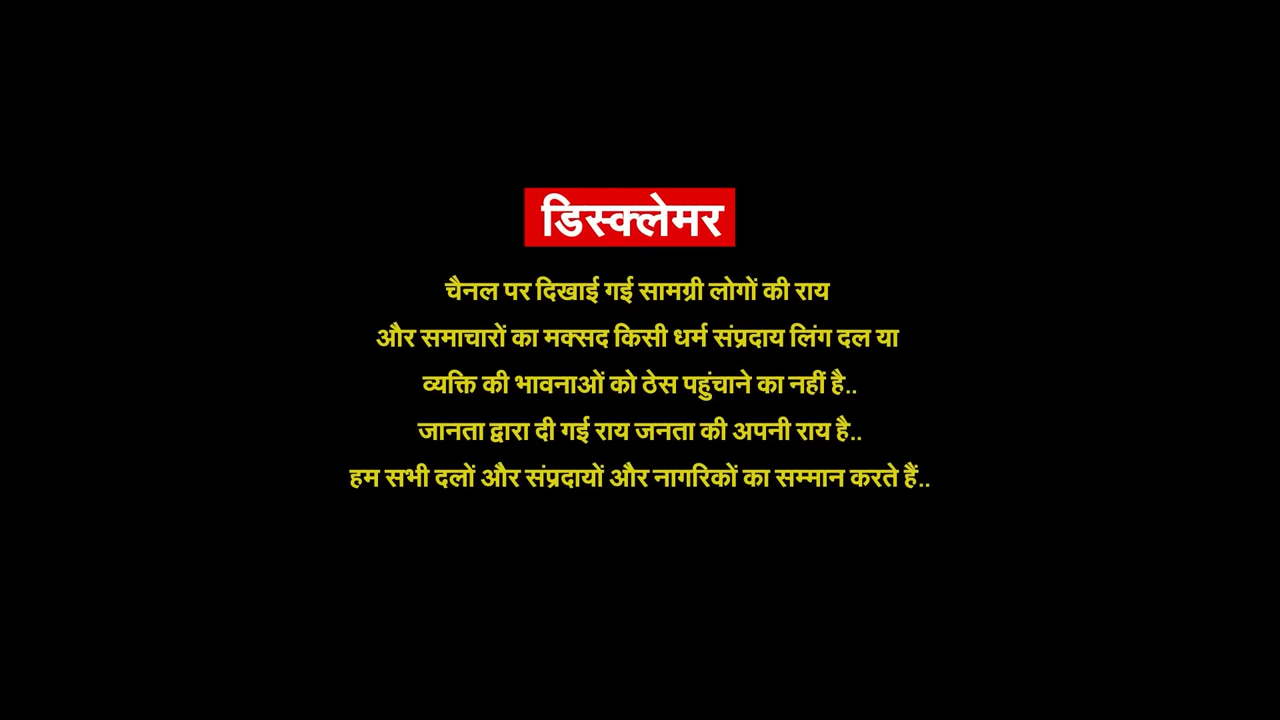 डिस्क्लेमर
चैनल पर दिखाई गई सामग्री लोगों की राय
और समाचारों का मक्सद किसी धर्म संप्रदाय लिंग दल या
व्यक्ति की भावनाओं को ठेस पहुंचाने का नहीं है..
जानता द्वारा दी गई राय जनता की अपनी राय है..
हम सभी दलों और संप्रदायों और नागरिकों का सम्मान करते हैं..